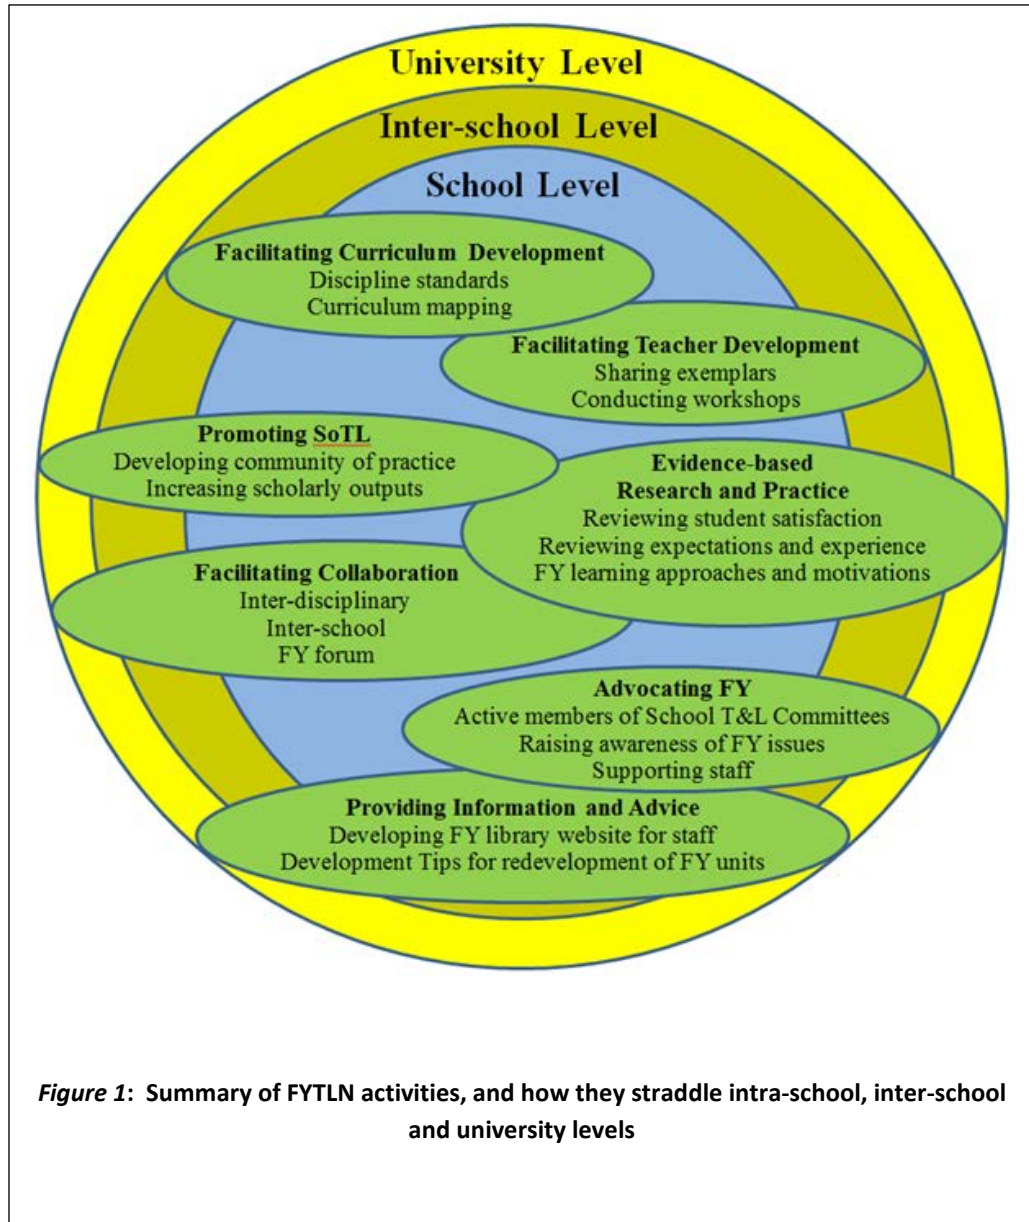 University Level
Inter-school Level
School Level
Facilitating Curriculum Development
Discipline standards
Curriculum mapping
Facilitating Teacher Development
Sharing exemplars
Conducting workshops
Promoting SoTL
Developing community of practice
Increasing scholarly outputs
Evidence-based
Research and Practice
Reviewing student satisfaction
Reviewing expectations and experience
FY learning approaches and motivations
Facilitating Collaboration
Inter-disciplinary
Inter-school
FY forum
Advocating FY
Active members of School T&L Committees
Raising awareness of FY issues
Supporting staff
Providing Information and Advice
Developing FY library website for staff
Development Tips for redevelopment of FY units
Figure 1: Summary of FYTLN activities, and how they straddle intra-school, inter-school
and university levels